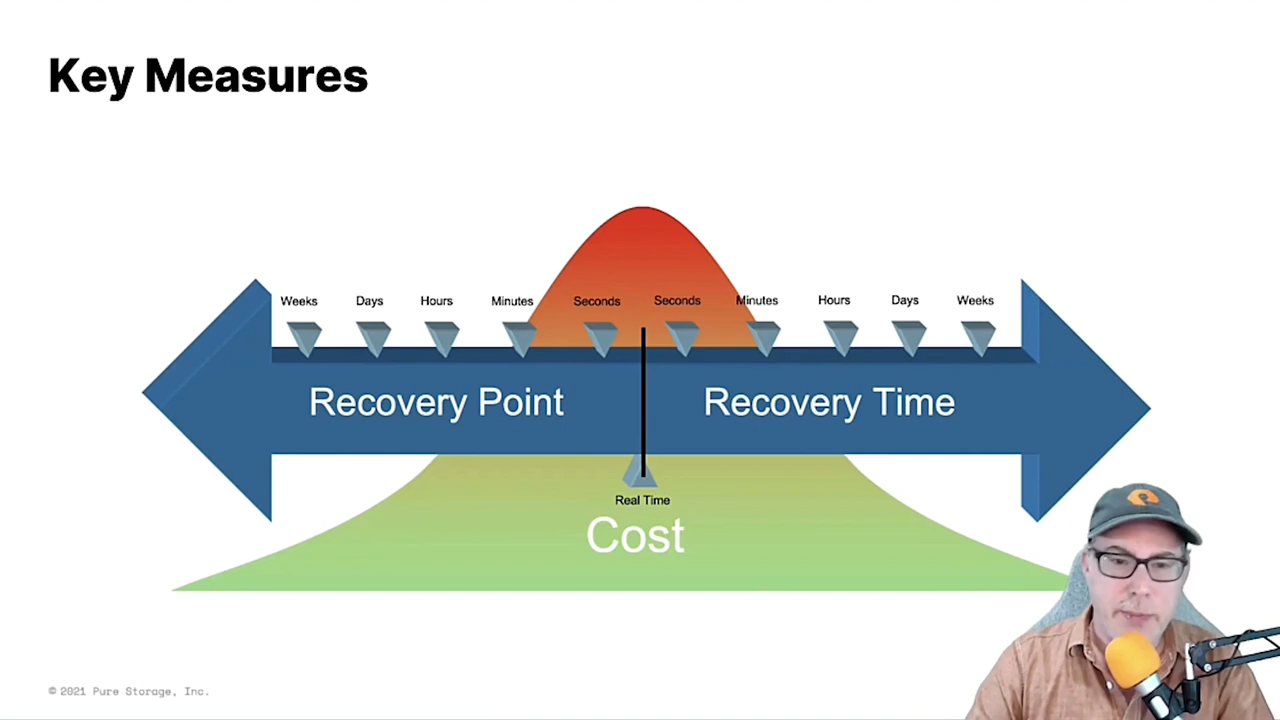 Key Measures
Weeks Days Hours Minutes Seconds Seconds Minutes Hours Days Weeks
Recovery Point Recovery Time
Real Time
Cost
© 2021 Pure Storage, Inc.